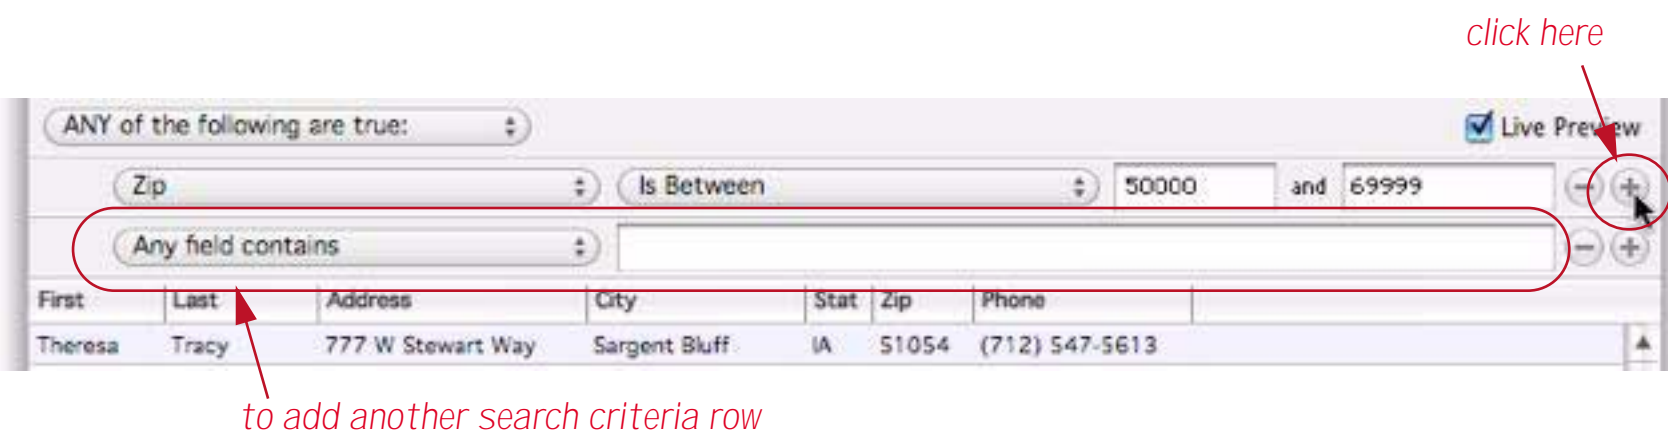 click here
ANY of the following are true: Live Preview
Zip Is Between 50000 and 69999
Any field contains
First Last Address City Stat Zip Phone
Theresa Tracy 777 W Stewart Way Sargent Bluff IA 51054 (712) 547-5613
to add another search criteria row